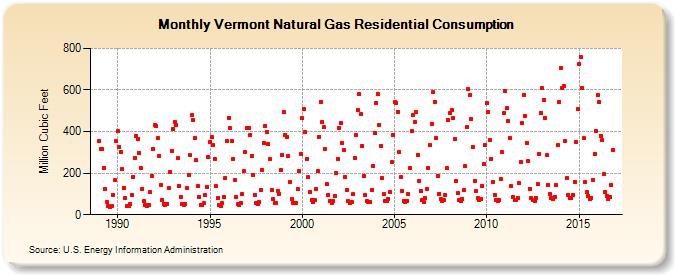 Monthly Vermont Natural Gas Residential Consumption
Million Cubic Feet
800
600
400
200
0
1990 1995 2000 2005 2010 2015
Source: U.S. Energy Information Administration